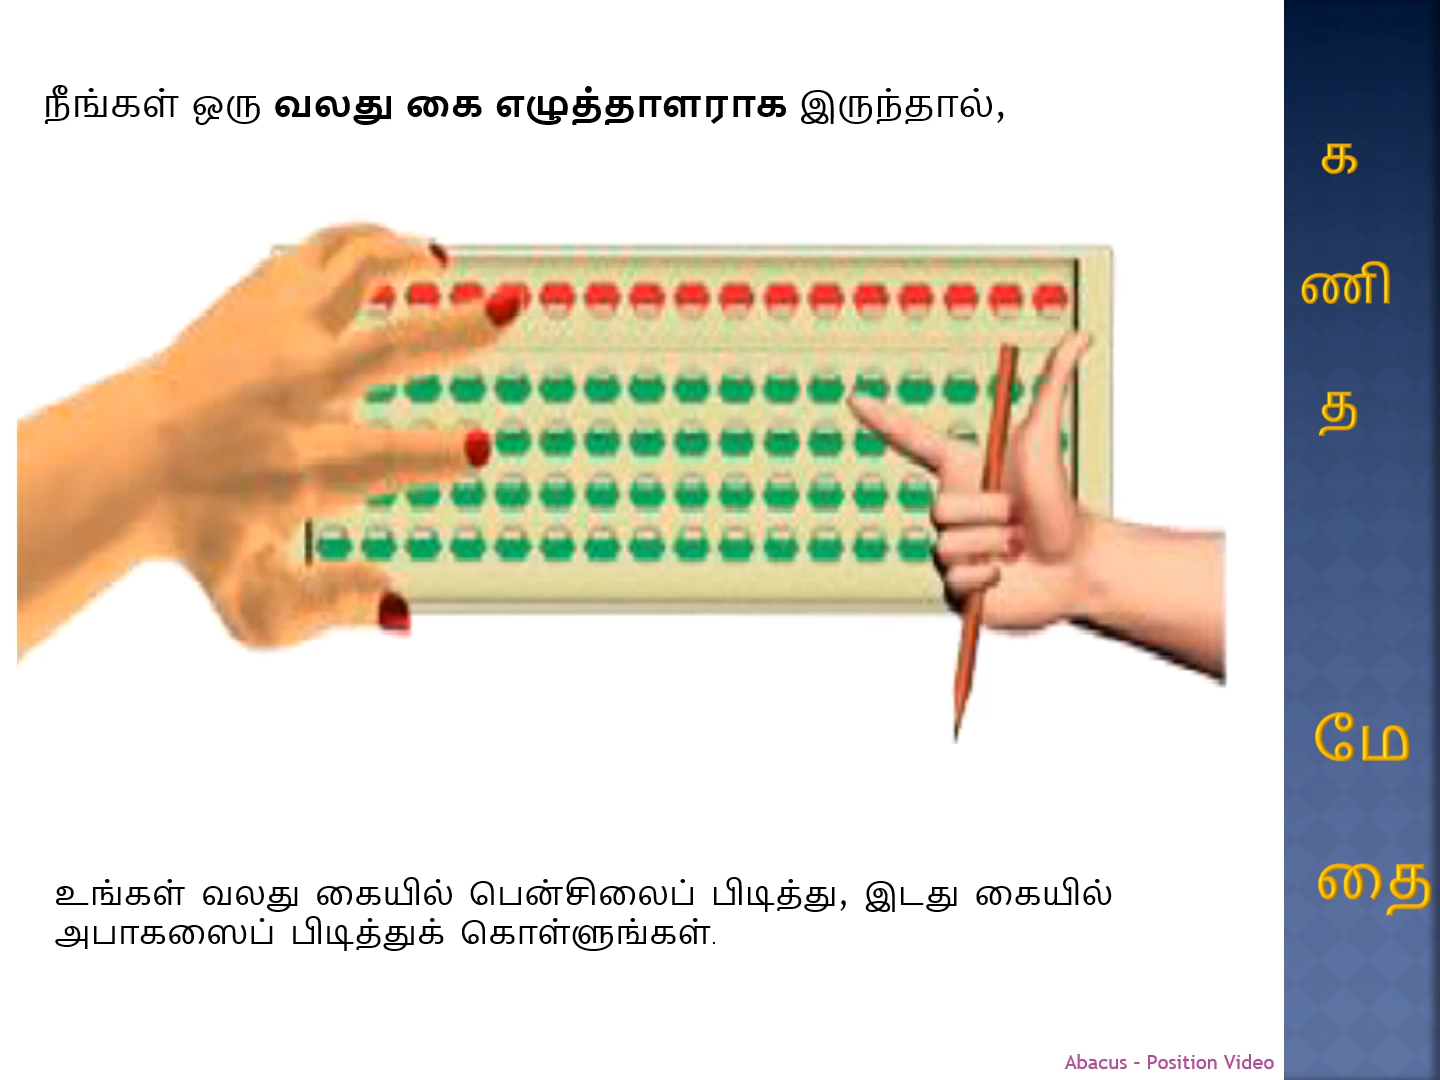 நீங்கள் ஒரு வலது கை எழுத்தாளராக இருந்தால்,
உங்கள் வலது கையில் பென்சிலைப் பிடித்து, இடது கையில்
அபாகஸைப் பிடித்துக் கொள்ளுங்கள்.
Abacus - Position Video
க
ணி
த
மே
தை